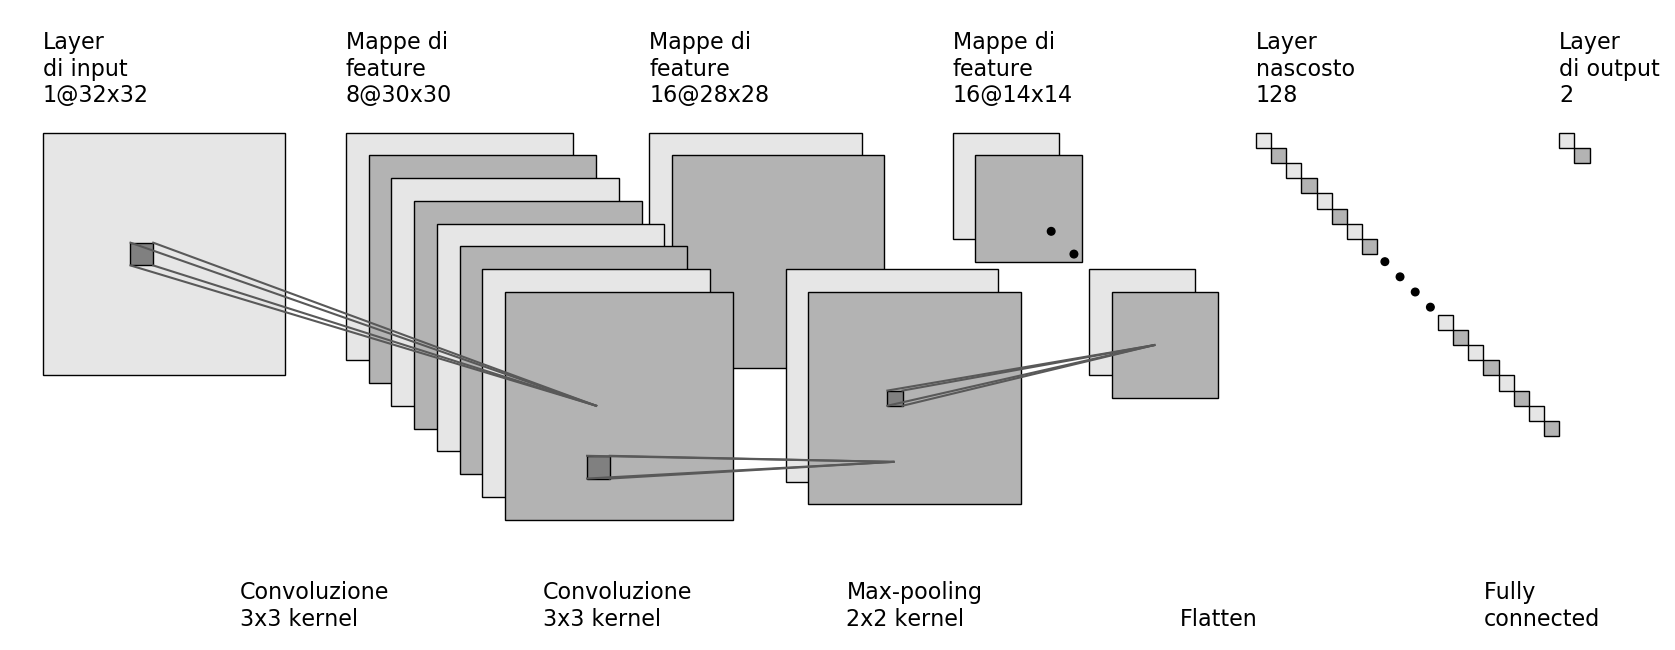 Layer
di input
1@32x32
Mappe di
feature
8@30x30
Mappe di
feature
16@28x28
Mappe di
feature
16@14x14
Layer
nascosto
128
Layer
di output
2
Convoluzione
3x3 kernel
Convoluzione
3x3 kernel
Max-pooling
2x2 kernel
Flatten
Fully
connected